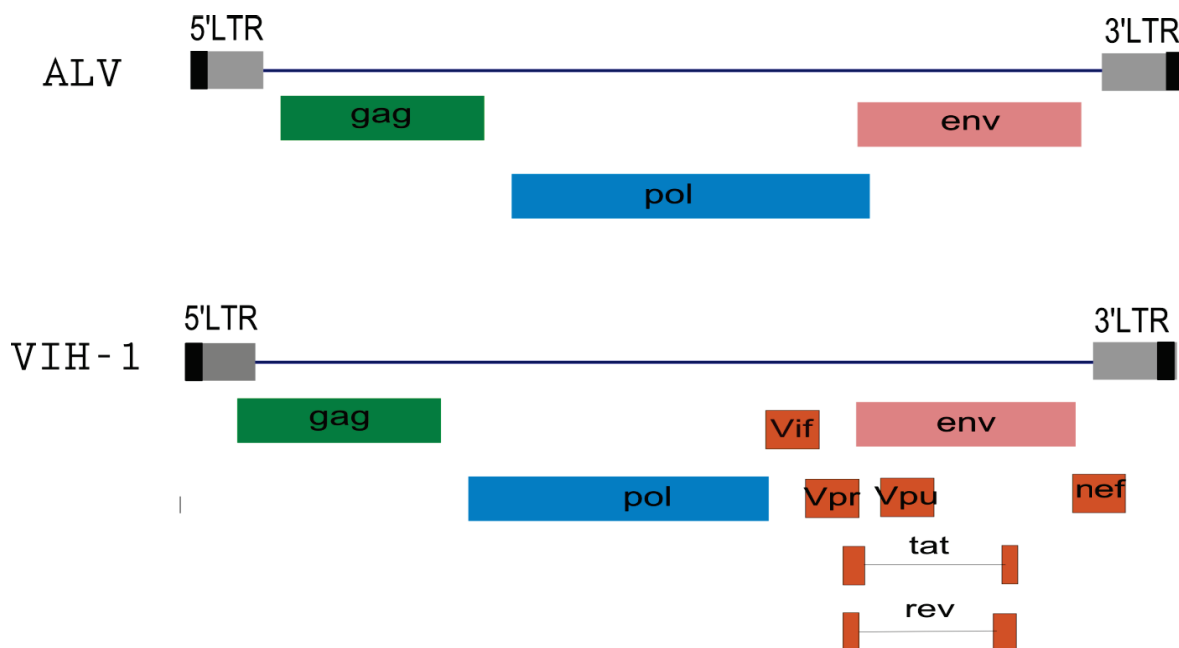 5'LTR 3'LTR
ALV
gag env
pol
5'LTR 3'LTR
VIH-1
gag Vif env
pol Vpr Vpu nef
tat
rev